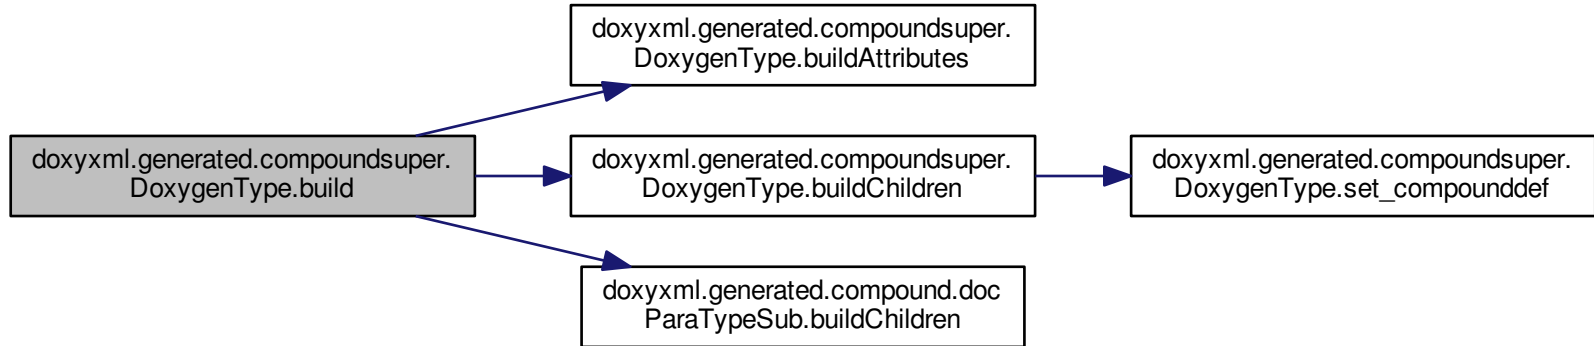 doxyxml.generated.compoundsuper.
DoxygenType.buildAttributes
doxyxml.generated.compoundsuper.
DoxygenType.build
doxyxml.generated.compoundsuper.
DoxygenType.buildChildren
doxyxml.generated.compoundsuper.
DoxygenType.set_compounddef
doxyxml.generated.compound.doc
ParaTypeSub.buildChildren